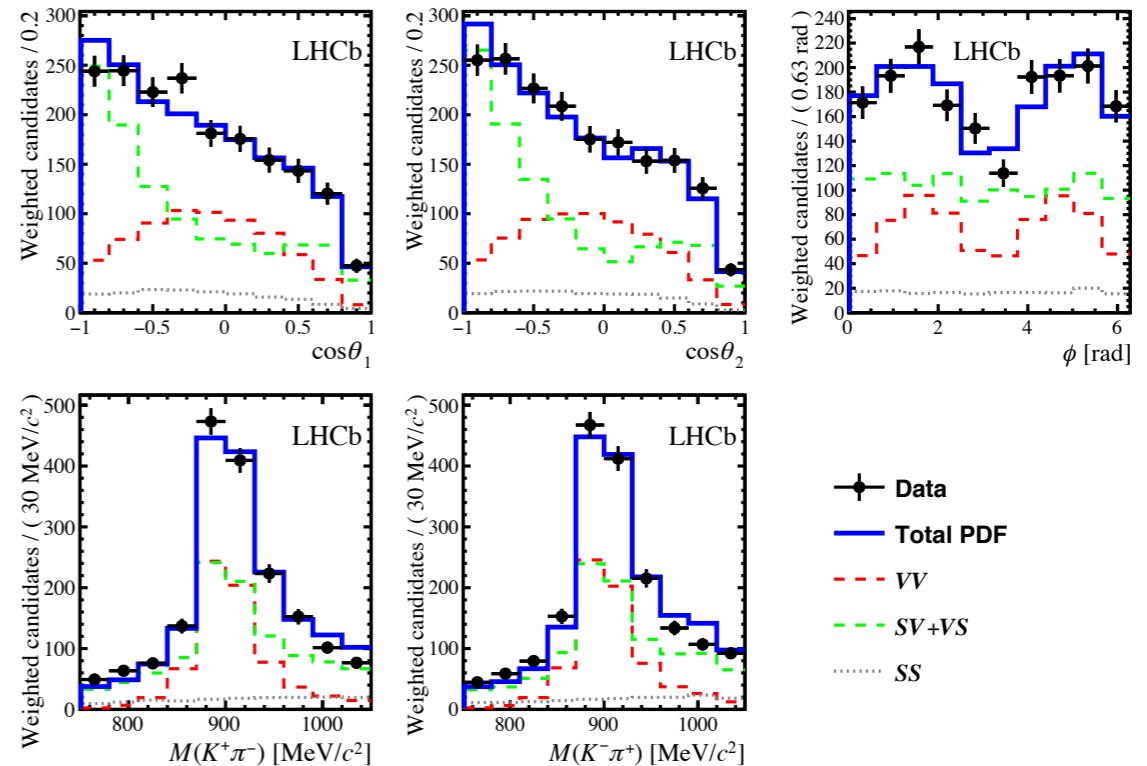 Weighted candidates / 0.2
300
250
200
150
100
50
0
LHCb
−1
−0.5
0
0.5
1
cosθ₁
Weighted candidates / 0.2
300
250
200
150
100
50
0
LHCb
−1
−0.5
0
0.5
1
cosθ₂
Weighted candidates / ( 0.63 rad )
240
220
200
180
160
140
120
100
80
60
40
20
0
LHCb
0
2
4
6
ϕ [rad]
Weighted candidates / ( 30 MeV/c² )
500
400
300
200
100
0
LHCb
800
900
1000
M(K⁺π⁻) [MeV/c²]
Weighted candidates / ( 30 MeV/c² )
500
400
300
200
100
0
LHCb
800
900
1000
M(K⁻π⁺) [MeV/c²]
Data
Total PDF
VV
SV+VS
SS